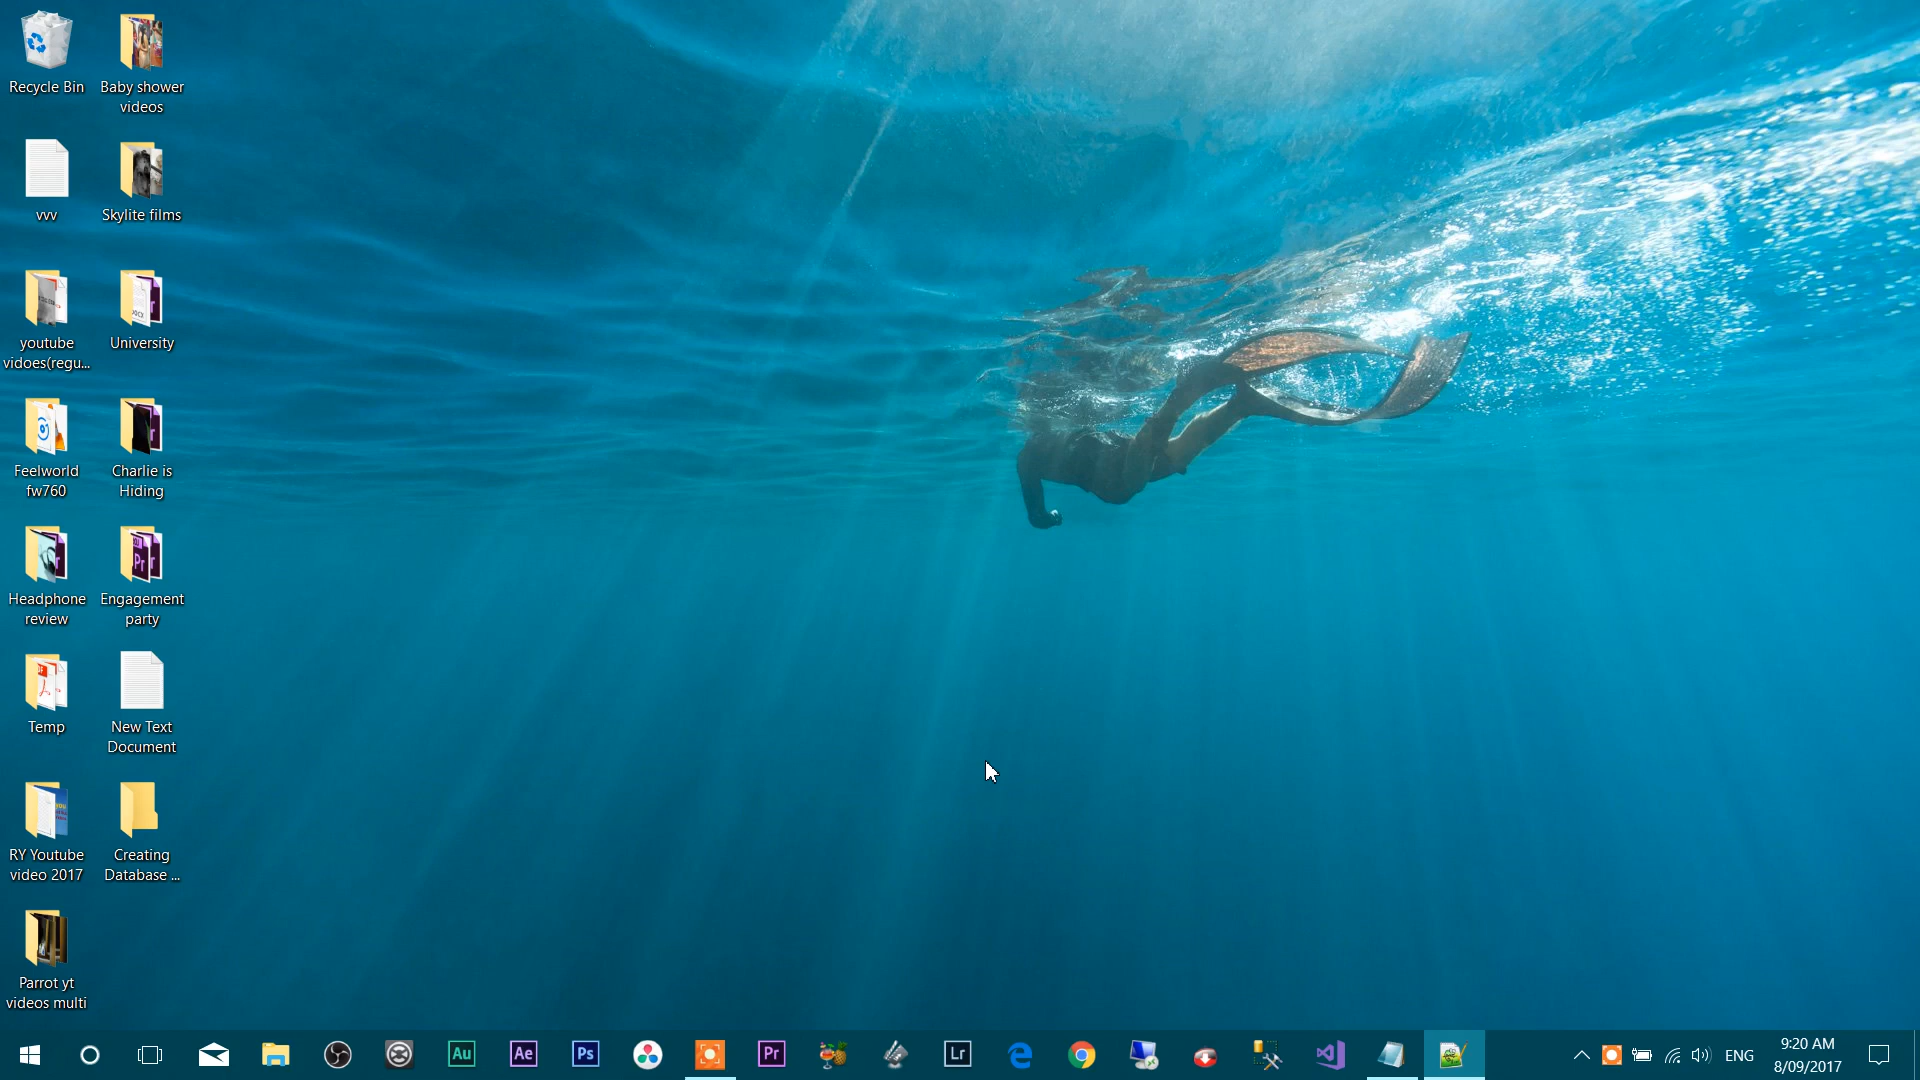 Recycle Bin
Baby shower
videos
vvv
Skylite films
youtube
vidoes(regu...
University
Feelworld
fw760
Charlie is
Hiding
Headphone
review
Engagement
party
Temp
New Text
Document
RY Youtube
video 2017
Creating
Database ...
Parrot yt
videos multi
Au
Ae
Ps
Pr
Lr
ENG
9:20 AM
8/09/2017